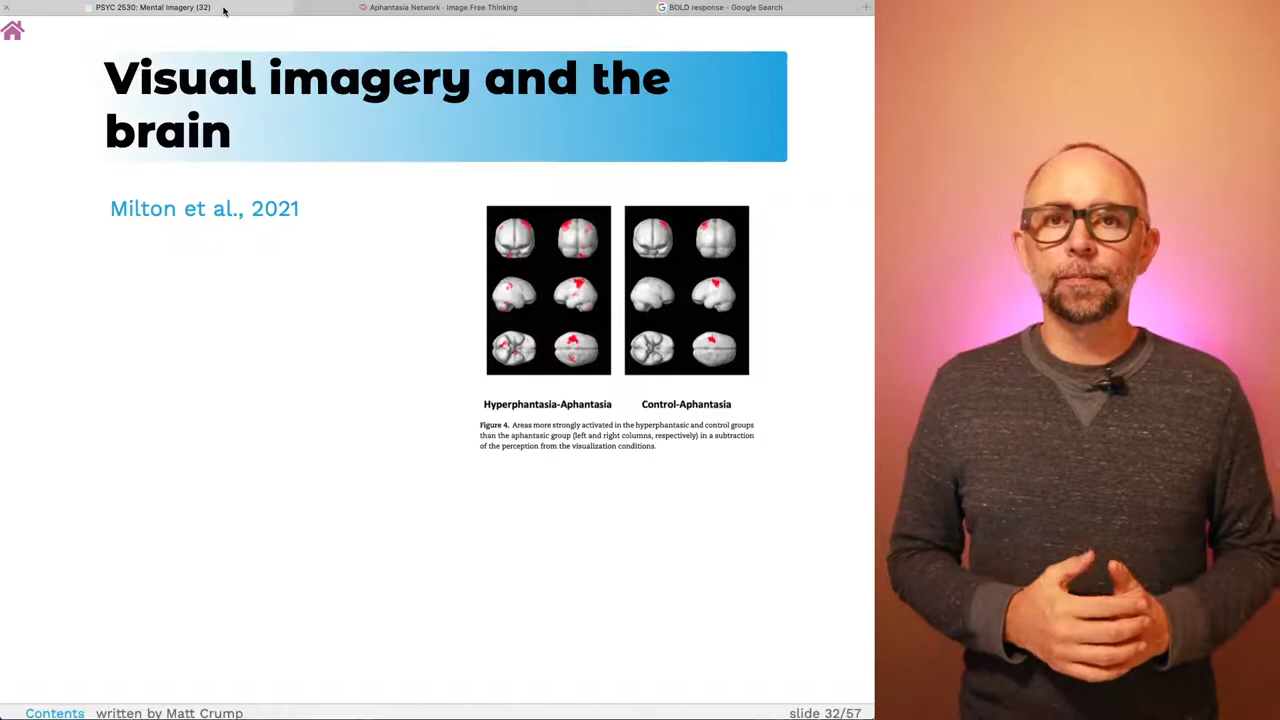 PSYC 2530: Mental Imagery (32)
Aphantasia Network · Image Free Thinking
BOLD response - Google Search
Visual imagery and the
brain
Milton et al., 2021
Hyperphantasia-Aphantasia
Control-Aphantasia
Figure 4. Areas more strongly activated in the hyperphantasic and control groups
than the aphantasic group (left and right columns, respectively) in a subtraction
of the perception from the visualization conditions.
Contents
written by Matt Crump
slide 32/57